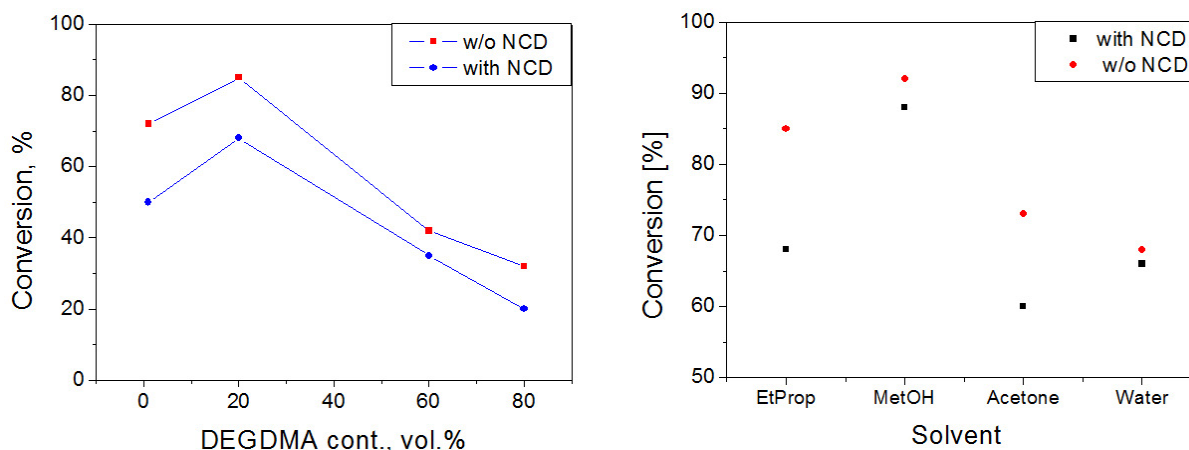 100
80
60
40
20
0
Conversion, %
w/o NCD
with NCD
0 20 60 80
DEGDMA cont., vol.%
100
90
80
70
60
50
Conversion [%]
with NCD
w/o NCD
EtProp MetOH Acetone Water
Solvent